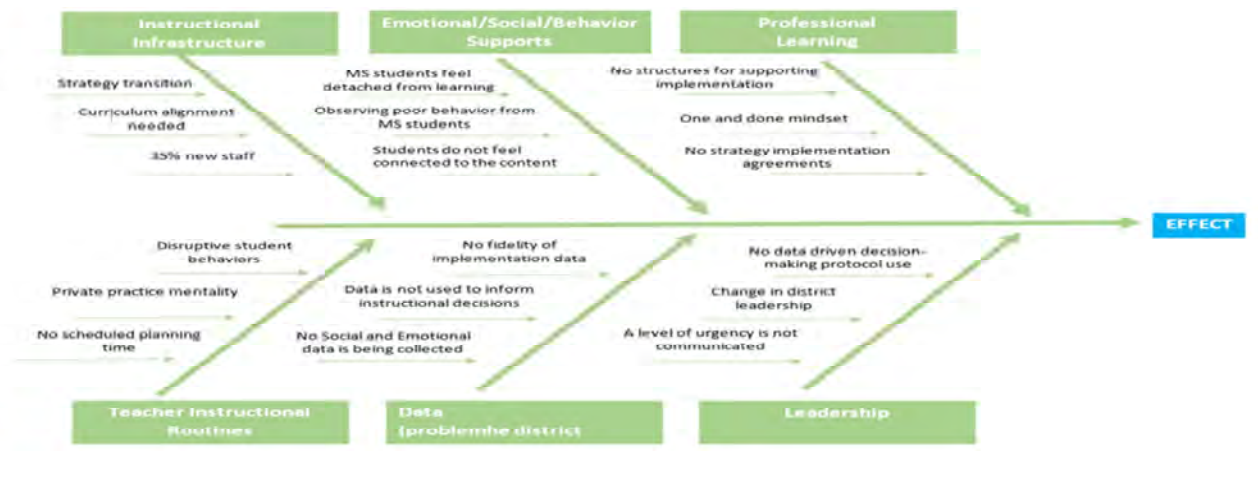 Instructional
Infrastructure
Emotional/Social/Behavior
Supports
Professional
Learning
Strategy transition
Curriculum alignment
needed
35% new staff
MS students feel
detached from learning
Observing poor behavior from
MS students
Students do not feel
connected to the content
No structures for supporting
implementation
One and done mindset
No strategy implementation
agreements
EFFECT
Disruptive student
behaviors
Private practice mentality
No scheduled planning
time
No fidelity of
implementation data
Data is not used to inform
instructional decisions
No Social and Emotional
data is being collected
No data driven decision-
making protocol use
Change in district
leadership
A level of urgency is not
communicated
Teacher Instructional
Routines
Data
(problemhe district
Leadership